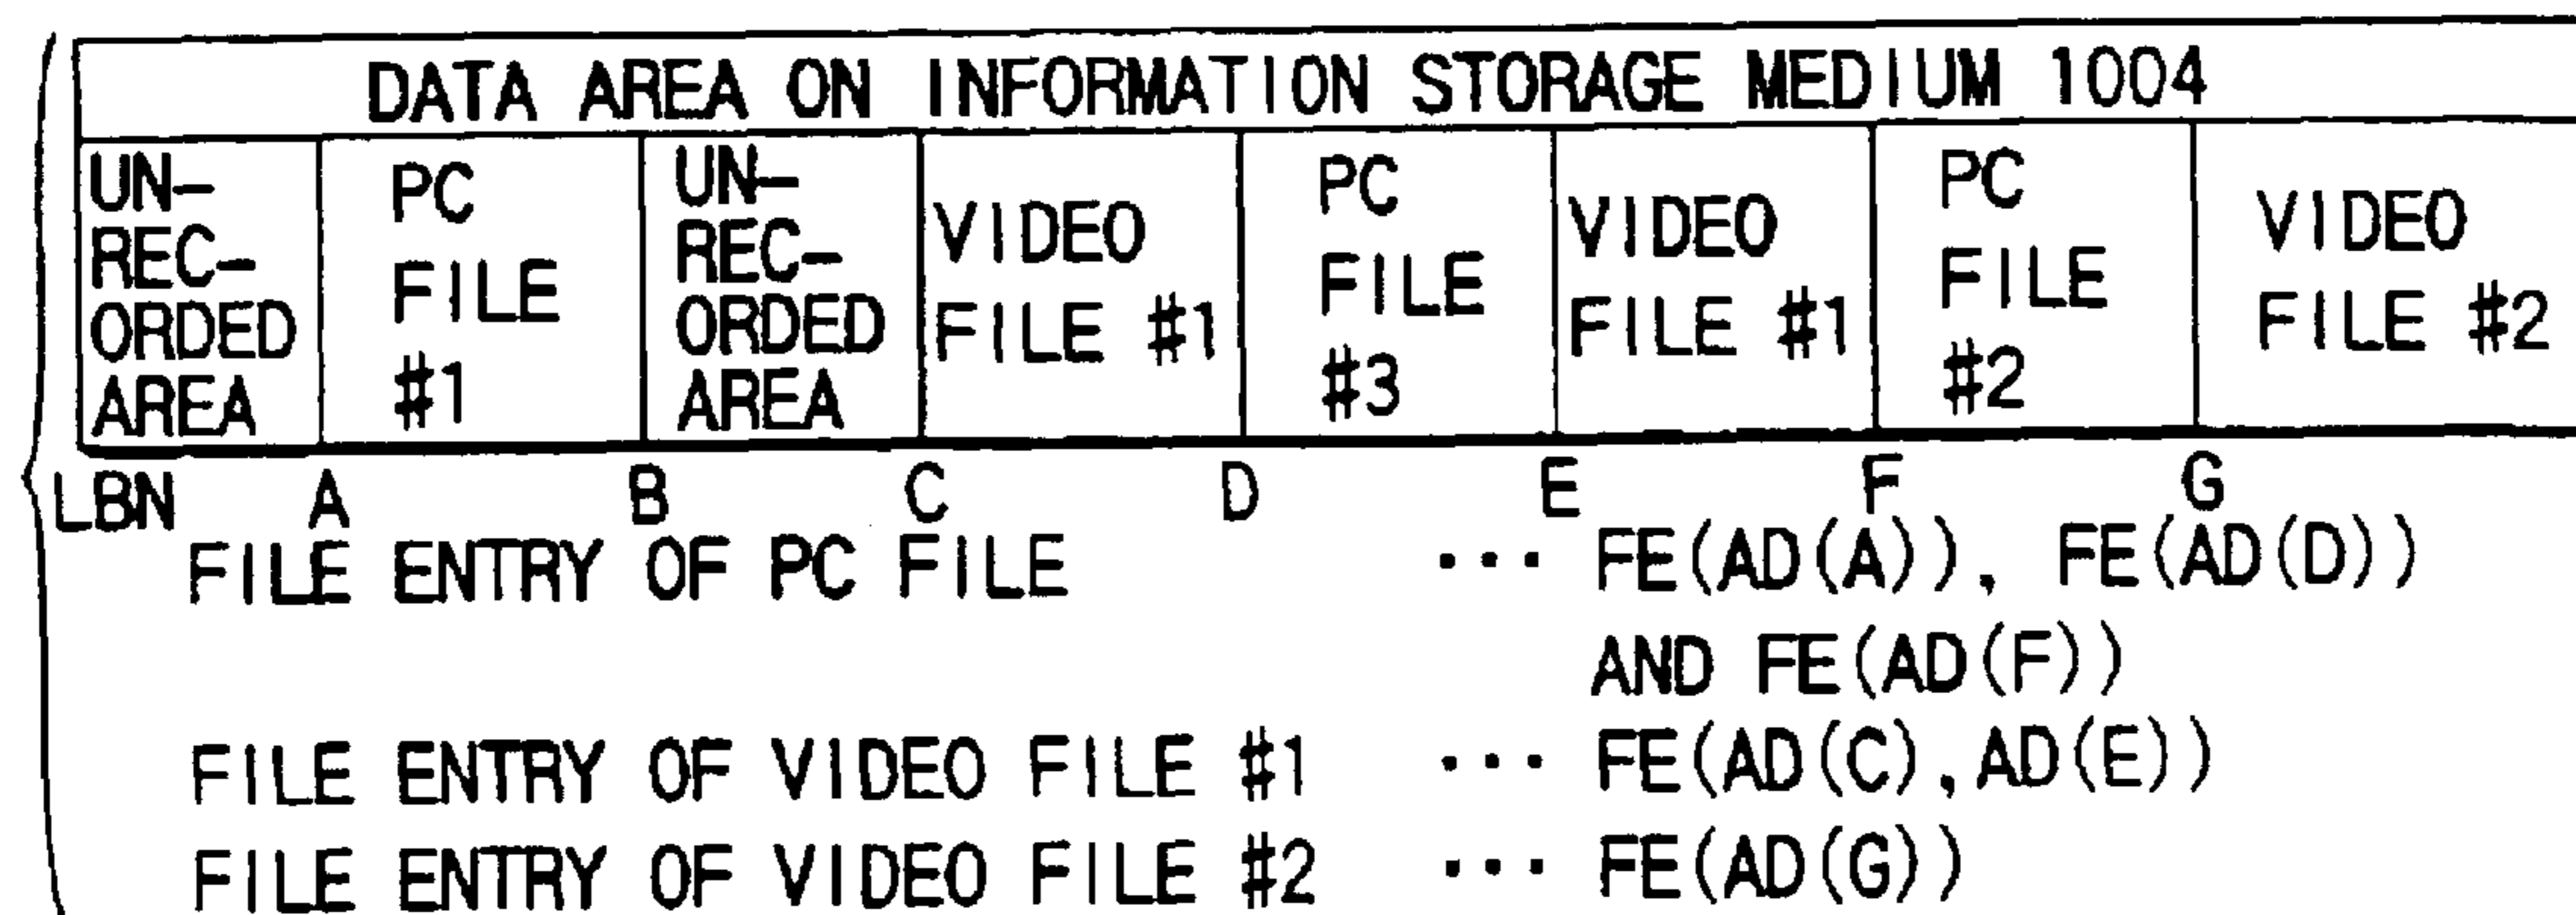 DATA AREA ON INFORMATION STORAGE MEDIUM 1004
UN-
REC-
ORDED
AREA
PC
FILE
#1
UN-
REC-
ORDED
AREA
VIDEO
FILE #1
PC
FILE
#3
VIDEO
FILE #1
PC
FILE
#2
VIDEO
FILE #2
LBN A B C D E F G
FILE ENTRY OF PC FILE ··· FE(AD(A)), FE(AD(D))
AND FE(AD(F))
FILE ENTRY OF VIDEO FILE #1 ··· FE(AD(C),AD(E))
FILE ENTRY OF VIDEO FILE #2 ··· FE(AD(G))